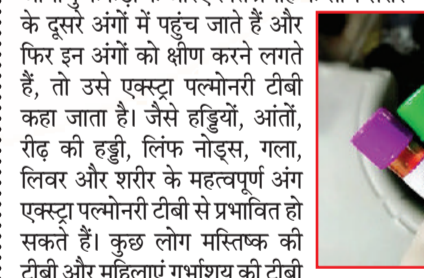 के दूसरे अंगों में पहुंच जाते हैं और
फिर इन अंगों को क्षीण करने लगते
हैं, तो उसे एक्स्ट्रा पल्मोनरी टीबी
कहा जाता है। जैसे हड्डियों, आंतों,
रीढ़ की हड्डी, लिंफ नोड्स, गला,
लिवर और शरीर के महत्वपूर्ण अंग
एक्स्ट्रा पल्मोनरी टीबी से प्रभावित हो
सकते हैं। कुछ लोग मस्तिष्क की
टीबी और महिलाएं गर्भाशय की टीबी